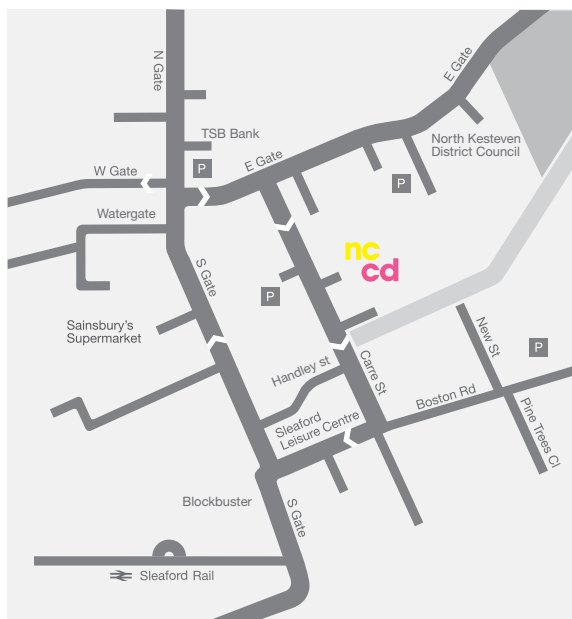 N Gate
E Gate
TSB Bank
North Kesteven
District Council
P
E Gate
W Gate
P
Watergate
nc
cd
S Gate
P
Sainsbury's
Supermarket
New St
P
Handley st
Carre St
Boston Rd
Sleaford
Leisure Centre
Pine Trees Cl
Blockbuster
S Gate
Sleaford Rail